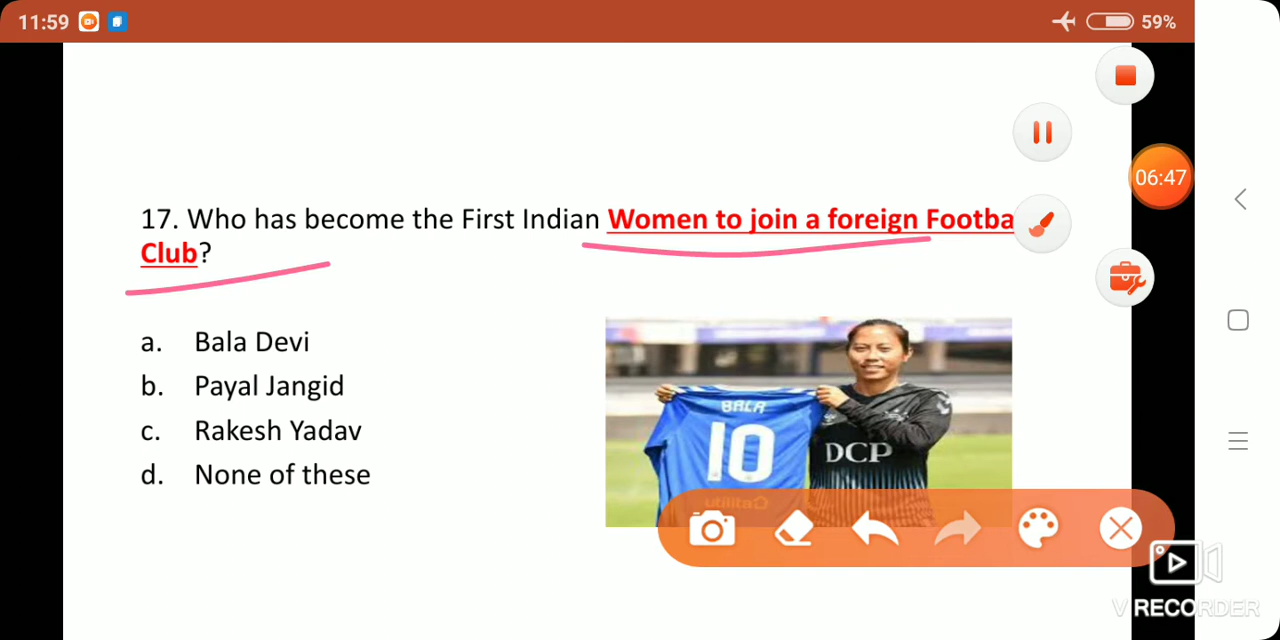 11:59
59%
06:47
17. Who has become the First Indian Women to join a foreign Footba
Club?
a. Bala Devi
b. Payal Jangid
c. Rakesh Yadav
d. None of these
BALA
10
DCP
utilita
V RECORDER